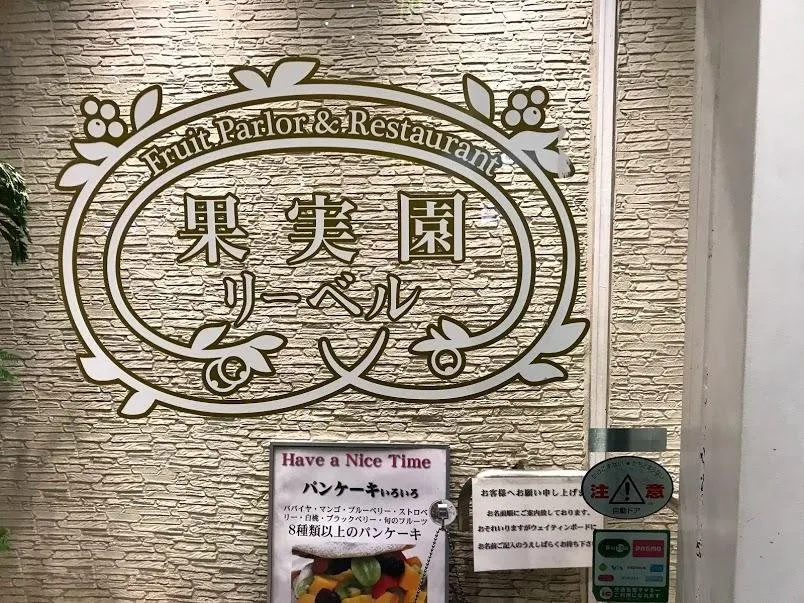 Fruit Parlor & Restaurant
果実園
リーベル
Have a Nice Time
パンケーキいろいろ
パパイヤ・マンゴ・ブルーベリー・ストロベ
リー・白桃・ブラックベリー・旬のフルーツ
8種類以上のパンケーキ
お客様へお願い申し上げま
お名前順にご案内致しております。
おそれいりますがウェイティンボードに
お名前ご記入のうえしばらくお待ち下さ
注意
自動ドア
Suica
PASMO